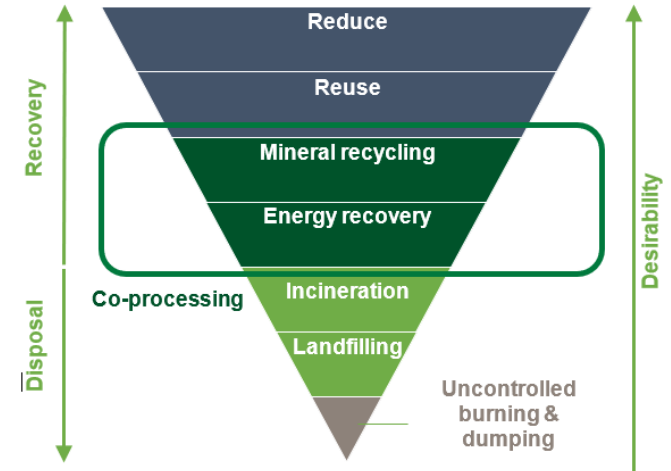 Reduce
Reuse
Mineral recycling
Energy recovery
Incineration
Landfilling
Uncontrolled
burning &
dumping
Co-processing
Recovery
Disposal
Desirability